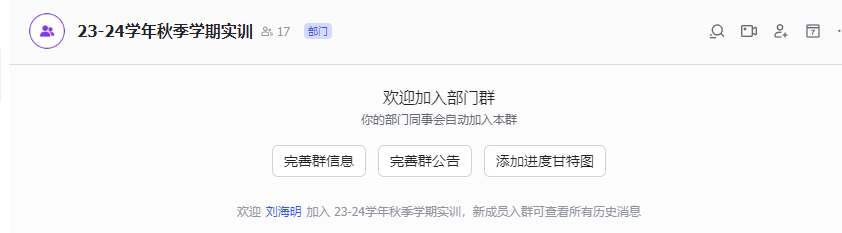 23-24学年秋季学期实训 17 部门
7
欢迎加入部门群
你的部门同事会自动加入本群
完善群信息 完善群公告 添加进度甘特图
欢迎 刘海明 加入 23-24学年秋季学期实训，新成员入群可查看所有历史消息